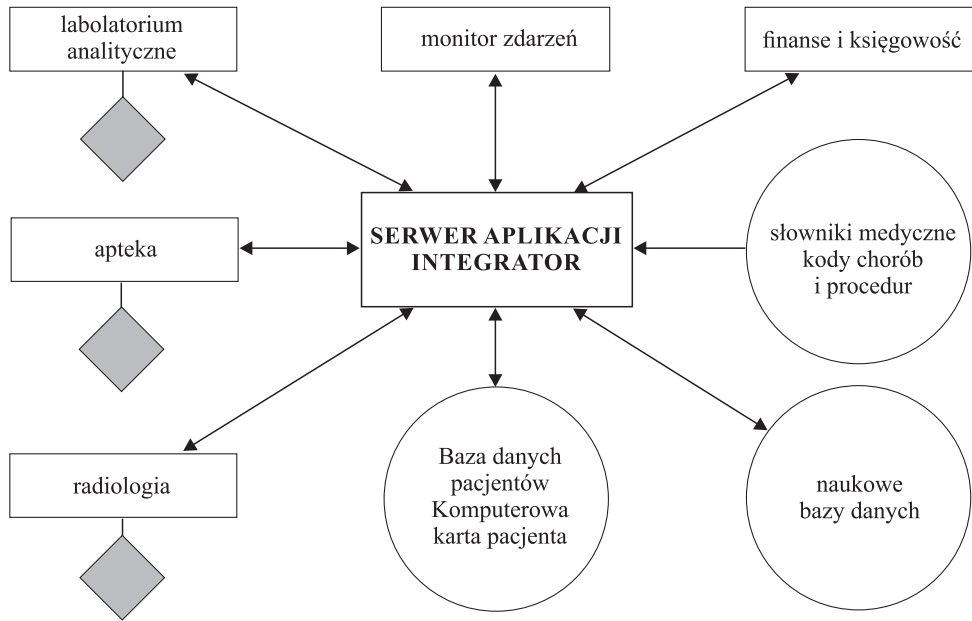 labolatorium
analityczne
monitor zdarzeń
finanse i księgowość
apteka
SERWER APLIKACJI
INTEGRATOR
słowniki medyczne
kody chorób
i procedur
radiologia
Baza danych
pacjentów
Komputerowa
karta pacjenta
naukowe
bazy danych